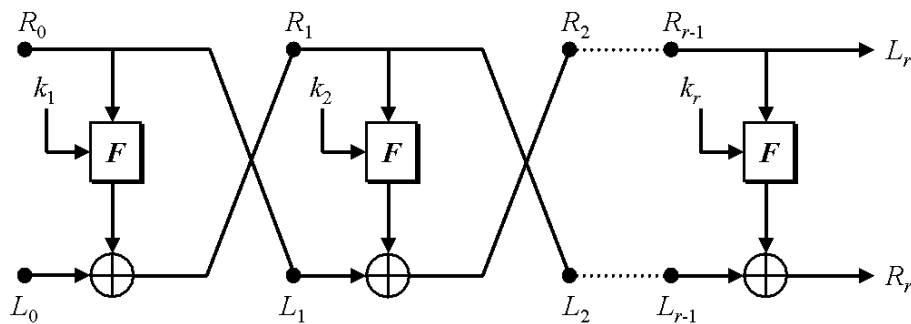 R₀ R₁ R₂ Rᵣ₋₁ Lᵣ
k₁ k₂ kᵣ
F F F
L₀ L₁ L₂ Lᵣ₋₁ Rᵣ